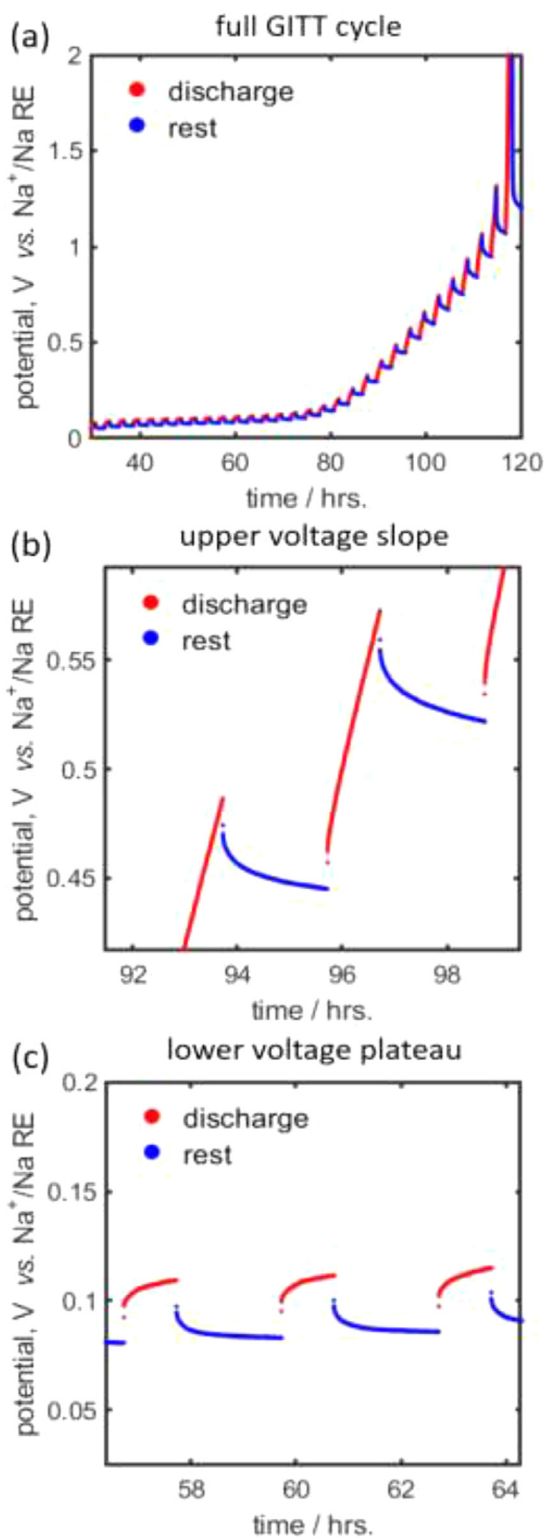 (a) full GITT cycle
2
discharge
rest
1.5
1
0.5
0
potential, V vs. Na⁺/Na RE
40 60 80 100 120
time / hrs.
(b) upper voltage slope
discharge
rest
0.55
0.5
0.45
potential, V vs. Na⁺/Na RE
92 94 96 98
time / hrs.
(c) lower voltage plateau
0.2
discharge
rest
0.15
0.1
0.05
potential, V vs. Na⁺/Na RE
58 60 62 64
time / hrs.